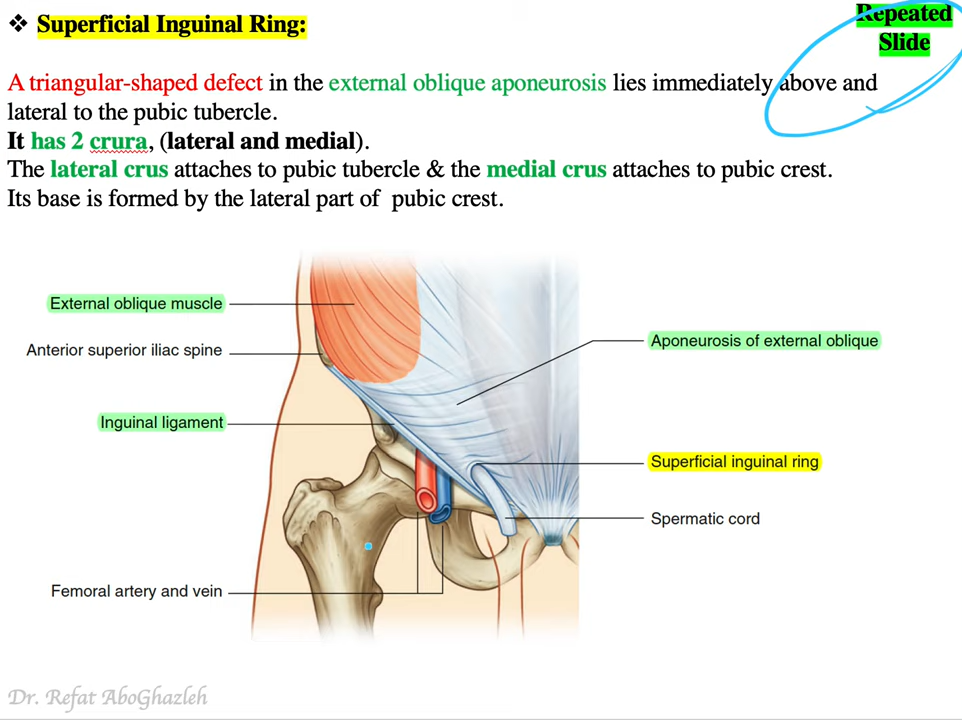 ❖ Superficial Inguinal Ring:
Repeated
Slide
A triangular-shaped defect in the external oblique aponeurosis lies immediately above and
lateral to the pubic tubercle.
It has 2 crura, (lateral and medial).
The lateral crus attaches to pubic tubercle & the medial crus attaches to pubic crest.
Its base is formed by the lateral part of pubic crest.
External oblique muscle
Anterior superior iliac spine
Aponeurosis of external oblique
Inguinal ligament
Superficial inguinal ring
Spermatic cord
Femoral artery and vein
Dr. Refat AboGhazleh